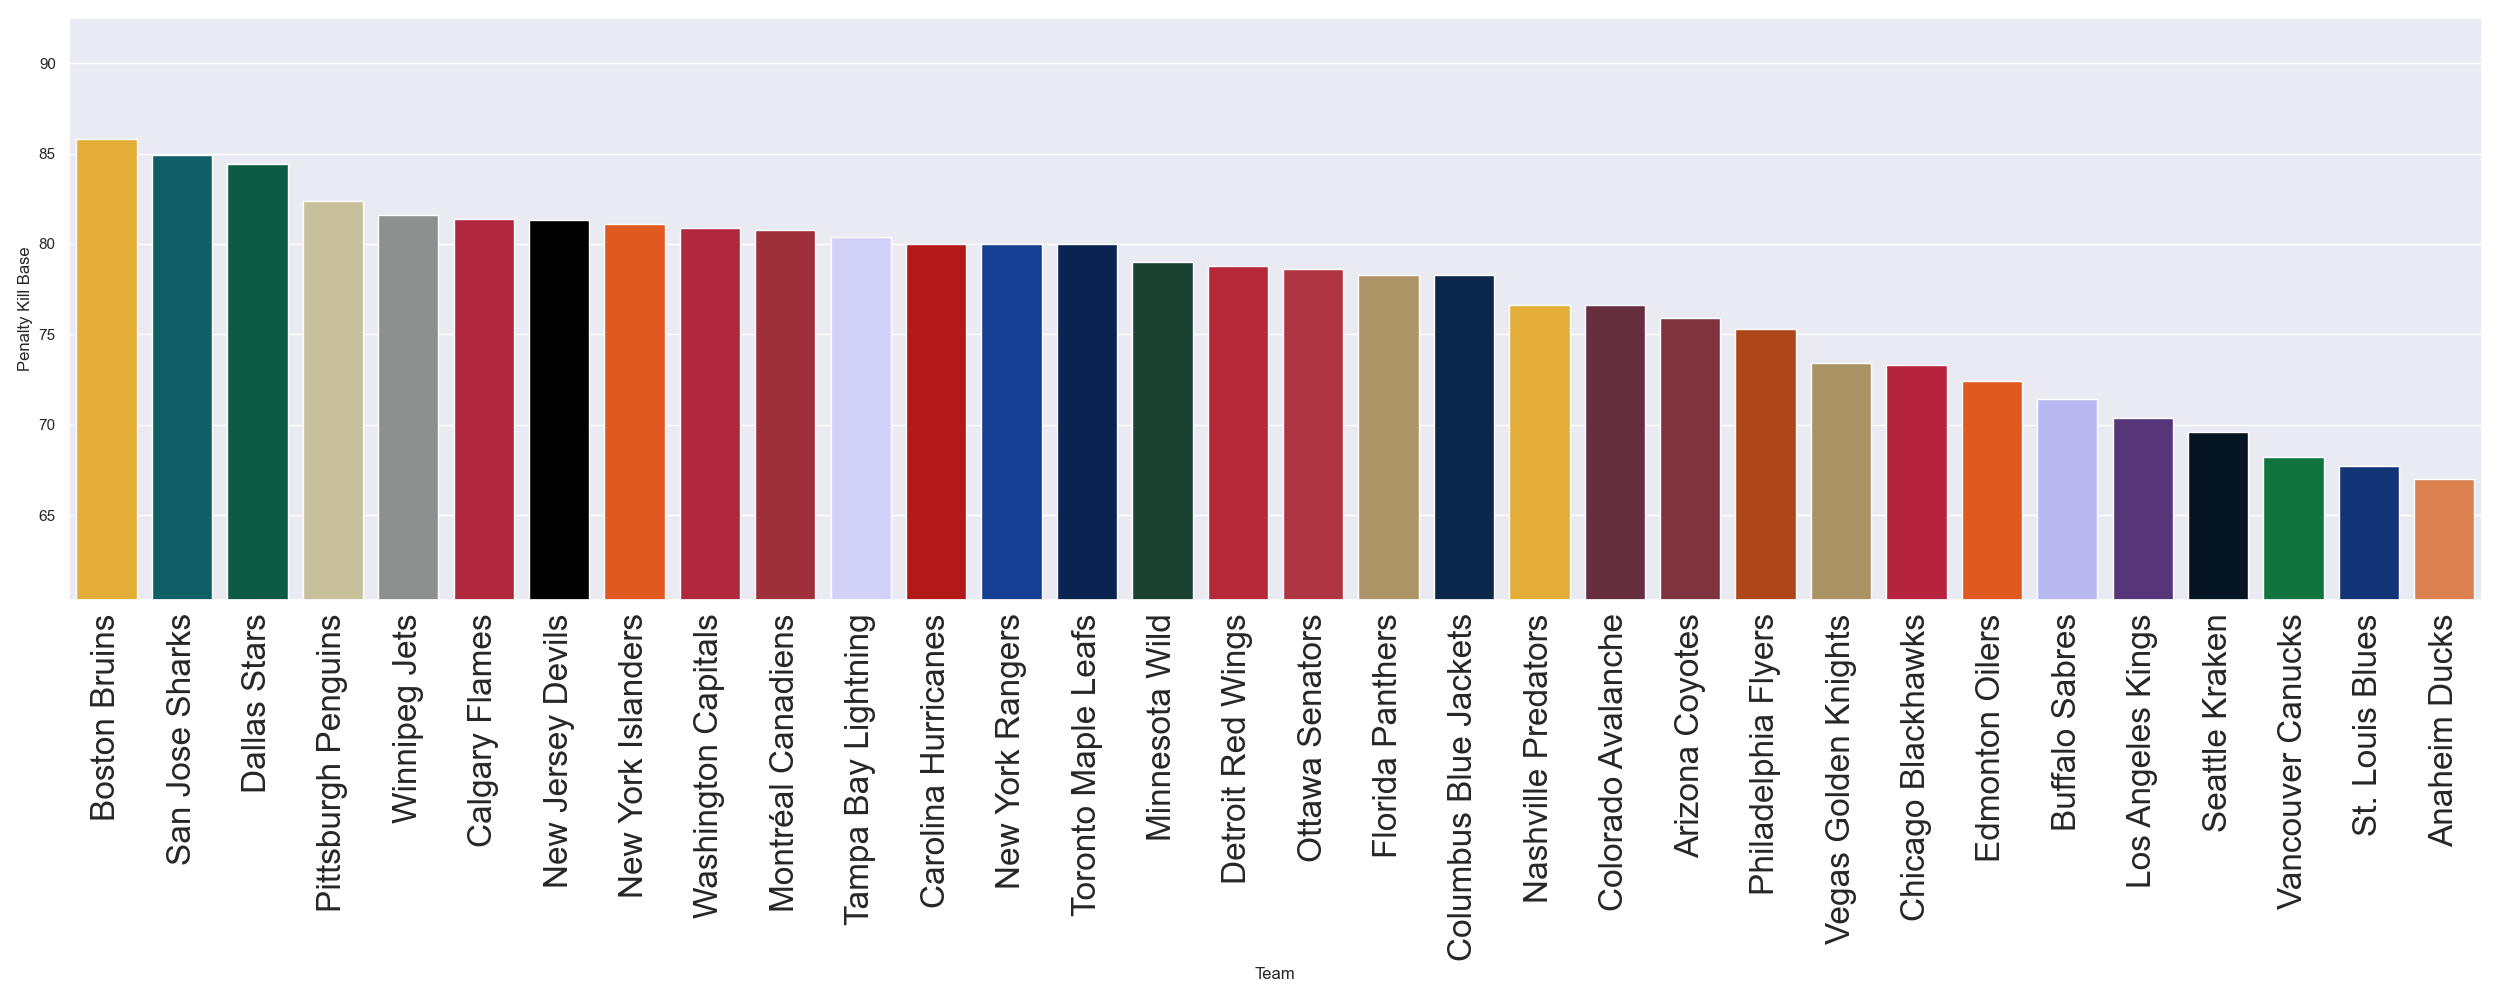 90
85
80
75
70
65
Penalty Kill Base
Boston Bruins
San Jose Sharks
Dallas Stars
Pittsburgh Penguins
Winnipeg Jets
Calgary Flames
New Jersey Devils
New York Islanders
Washington Capitals
Montréal Canadiens
Tampa Bay Lightning
Carolina Hurricanes
New York Rangers
Toronto Maple Leafs
Minnesota Wild
Detroit Red Wings
Ottawa Senators
Florida Panthers
Columbus Blue Jackets
Nashville Predators
Colorado Avalanche
Arizona Coyotes
Philadelphia Flyers
Vegas Golden Knights
Chicago Blackhawks
Edmonton Oilers
Buffalo Sabres
Los Angeles Kings
Seattle Kraken
Vancouver Canucks
St. Louis Blues
Anaheim Ducks
Team